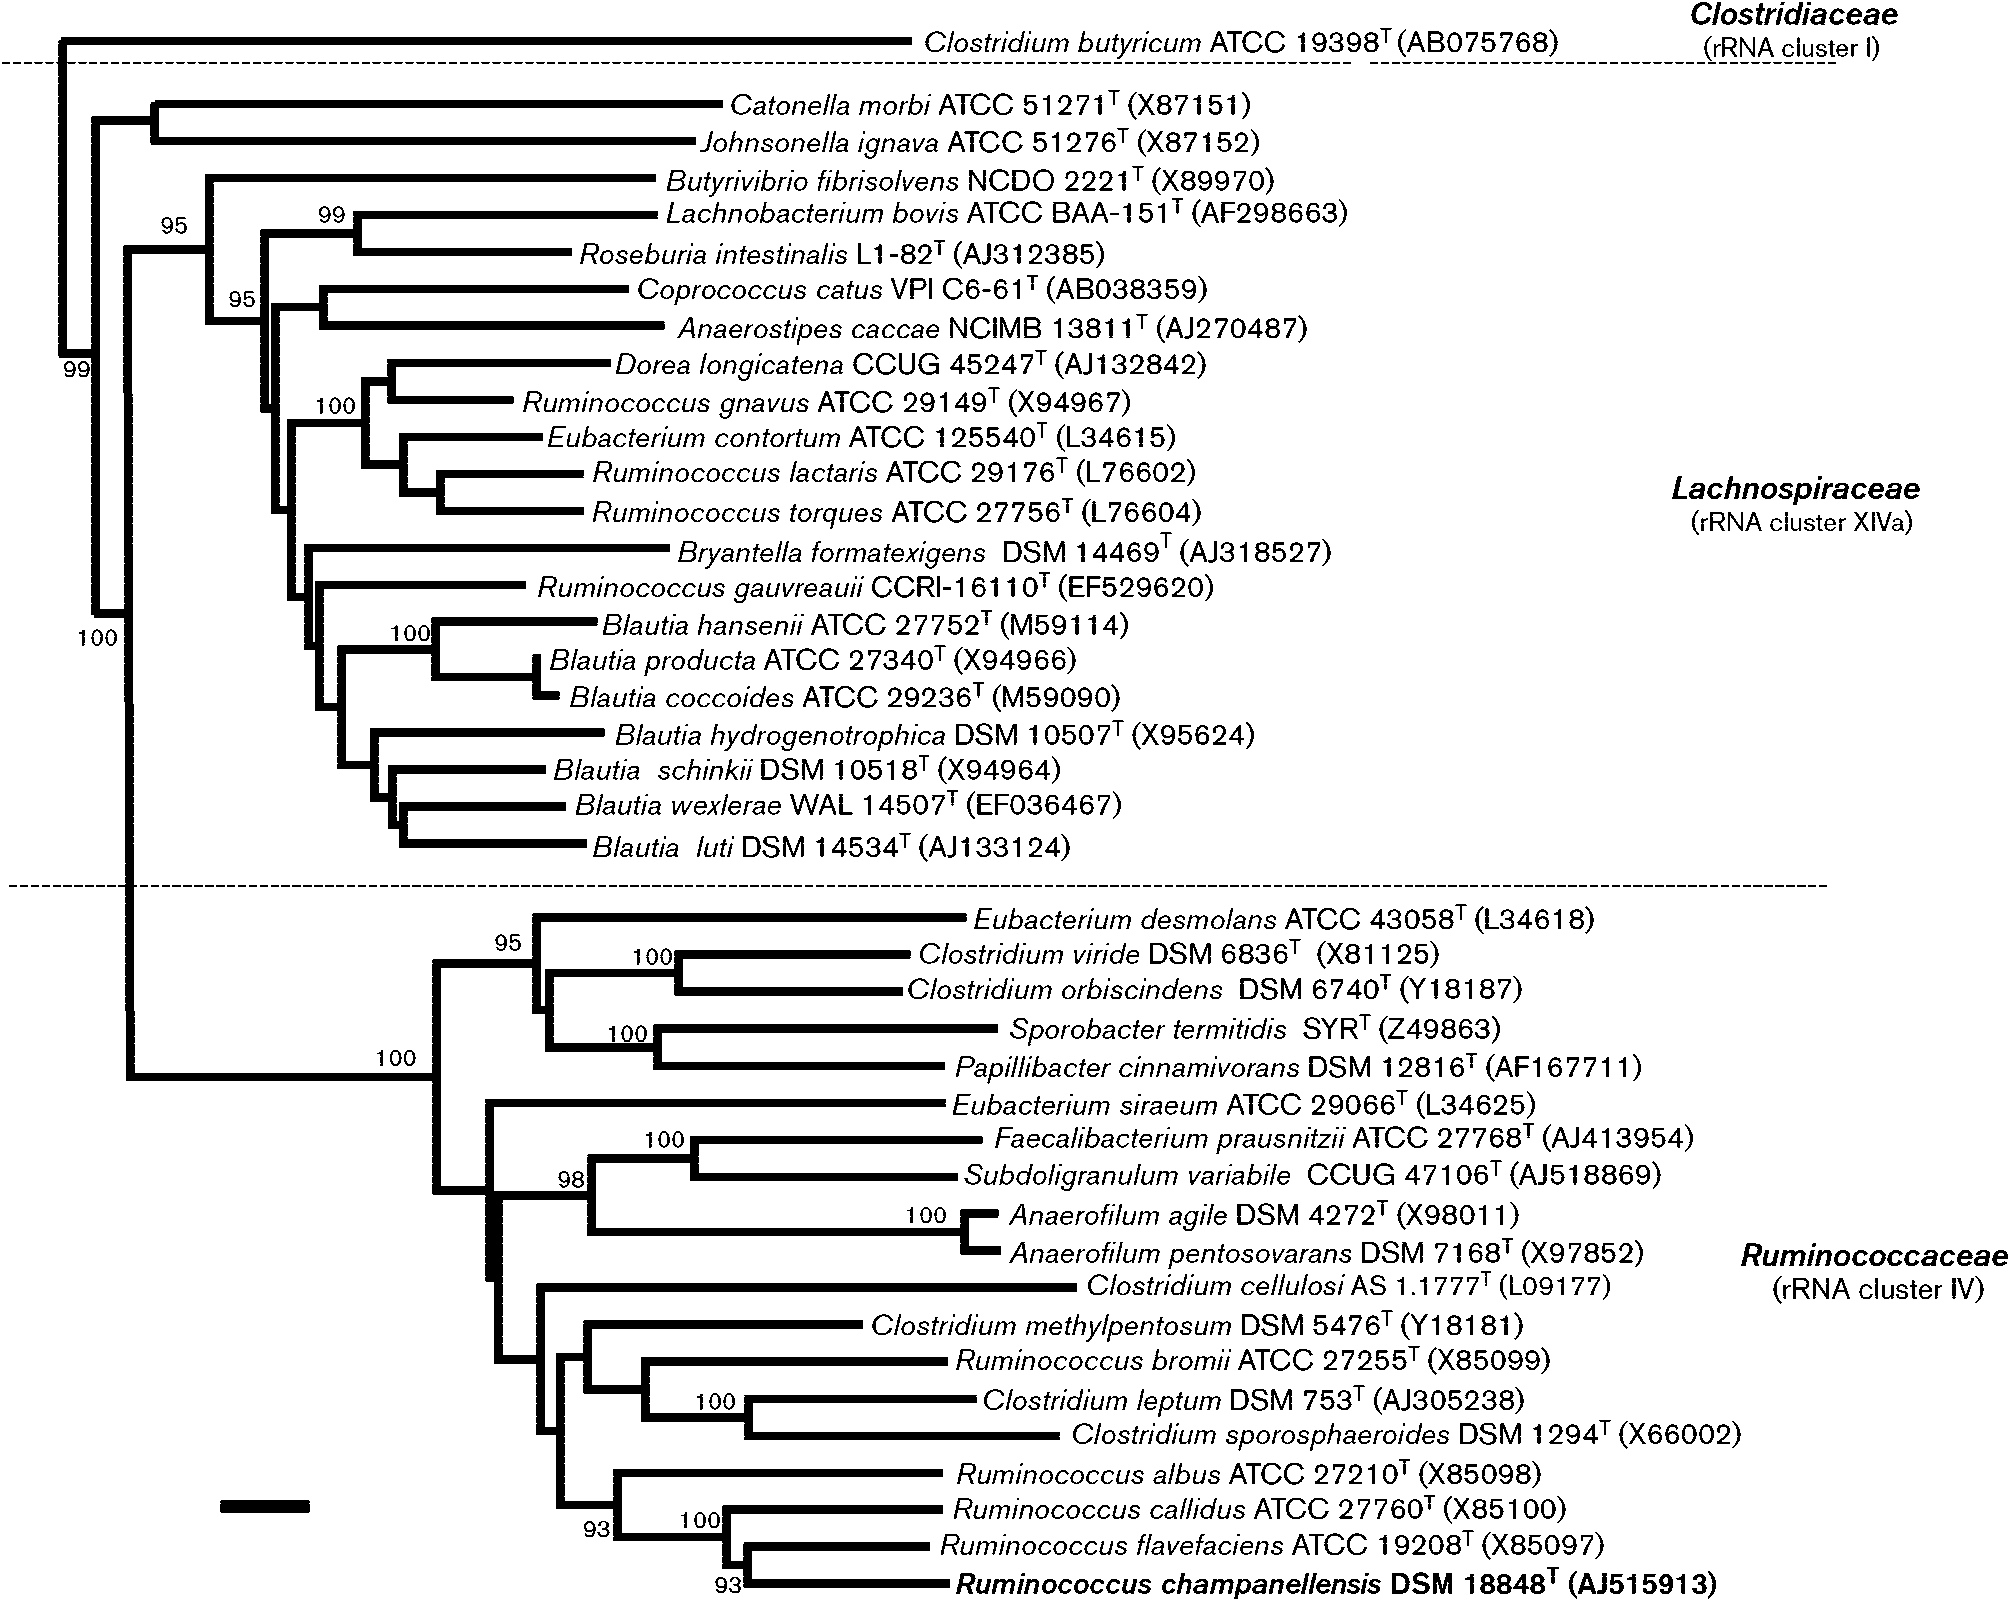 Clostridiaceae
(rRNA cluster I)
Clostridium butyricum ATCC 19398T (AB075768)
Catonella morbi ATCC 51271T (X87151)
Johnsonella ignava ATCC 51276T (X87152)
Butyrivibrio fibrisolvens NCDO 2221T (X89970)
95
99
Lachnobacterium bovis ATCC BAA-151T (AF298663)
Roseburia intestinalis L1-82T (AJ312385)
95
Coprococcus catus VPI C6-61T (AB038359)
Anaerostipes caccae NCIMB 13811T (AJ270487)
99
Dorea longicatena CCUG 45247T (AJ132842)
100
Ruminococcus gnavus ATCC 29149T (X94967)
Eubacterium contortum ATCC 125540T (L34615)
Ruminococcus lactaris ATCC 29176T (L76602)
Lachnospiraceae
(rRNA cluster XIVa)
Ruminococcus torques ATCC 27756T (L76604)
Bryantella formatexigens DSM 14469T (AJ318527)
Ruminococcus gauvreauii CCRI-16110T (EF529620)
100
100
Blautia hansenii ATCC 27752T (M59114)
Blautia producta ATCC 27340T (X94966)
Blautia coccoides ATCC 29236T (M59090)
Blautia hydrogenotrophica DSM 10507T (X95624)
Blautia schinkii DSM 10518T (X94964)
Blautia wexlerae WAL 14507T (EF036467)
Blautia luti DSM 14534T (AJ133124)
Eubacterium desmolans ATCC 43058T (L34618)
95
100
Clostridium viride DSM 6836T (X81125)
Clostridium orbiscindens DSM 6740T (Y18187)
100
Sporobacter termitidis SYRT (Z49863)
100
Papillibacter cinnamivorans DSM 12816T (AF167711)
Eubacterium siraeum ATCC 29066T (L34625)
100
Faecalibacterium prausnitzii ATCC 27768T (AJ413954)
98
Subdoligranulum variabile CCUG 47106T (AJ518869)
100
Anaerofilum agile DSM 4272T (X98011)
Anaerofilum pentosovarans DSM 7168T (X97852)
Ruminococcaceae
(rRNA cluster IV)
Clostridium cellulosi AS 1.1777T (L09177)
Clostridium methylpentosum DSM 5476T (Y18181)
Ruminococcus bromii ATCC 27255T (X85099)
100
Clostridium leptum DSM 753T (AJ305238)
Clostridium sporosphaeroides DSM 1294T (X66002)
Ruminococcus albus ATCC 27210T (X85098)
93
100
Ruminococcus callidus ATCC 27760T (X85100)
Ruminococcus flavefaciens ATCC 19208T (X85097)
93
Ruminococcus champanellensis DSM 18848T (AJ515913)